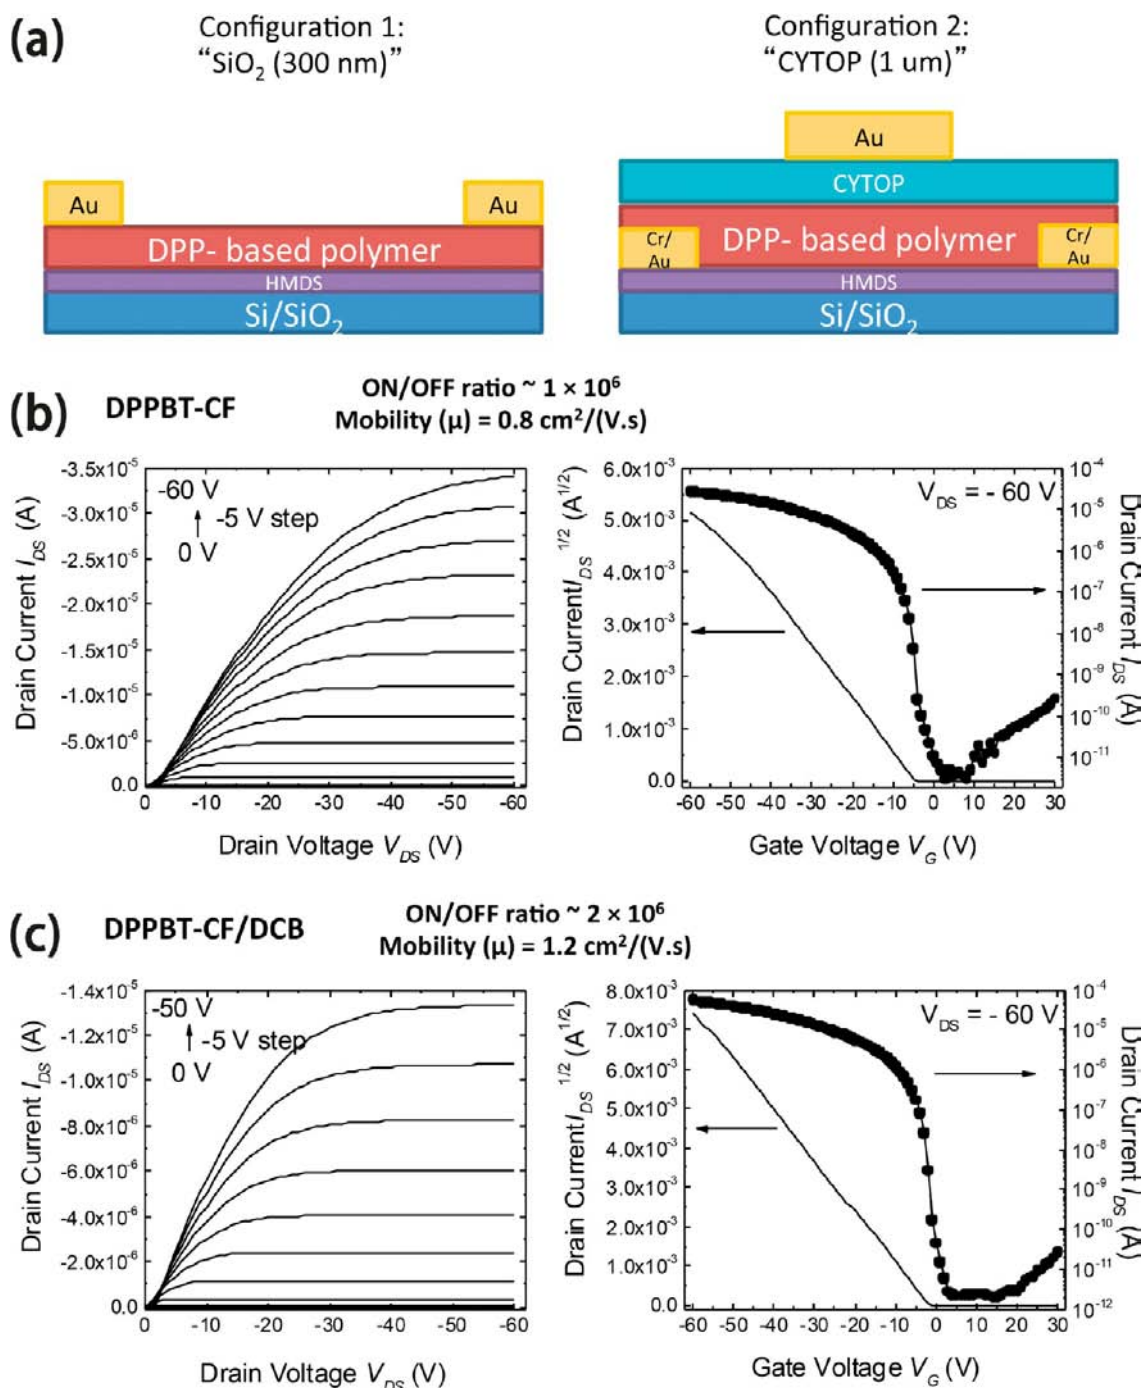 (a)
Configuration 1:
“SiO₂ (300 nm)”
Configuration 2:
“CYTOP (1 um)”
Au
Au
DPP- based polymer
HMDS
Si/SiO₂
Au
CYTOP
Cr/
Au
DPP- based polymer
Cr/
Au
HMDS
Si/SiO₂
(b)
DPPBT-CF
ON/OFF ratio ~ 1 × 10⁶
Mobility (μ) = 0.8 cm²/(V.s)
Drain Current I_DS (A)
-3.5x10⁻⁵
-3.0x10⁻⁵
-2.5x10⁻⁵
-2.0x10⁻⁵
-1.5x10⁻⁵
-1.0x10⁻⁵
-5.0x10⁻⁶
0.0
-60 V
-5 V step
0 V
0 -10 -20 -30 -40 -50 -60
Drain Voltage V_DS (V)
Drain Current I_DS^1/2 (A^1/2)
6.0x10⁻³
5.0x10⁻³
4.0x10⁻³
3.0x10⁻³
2.0x10⁻³
1.0x10⁻³
0.0
V_DS = - 60 V
10⁻⁴
10⁻⁵
10⁻⁶
10⁻⁷
10⁻⁸
10⁻⁹
10⁻¹⁰
10⁻¹¹
Drain Current I_DS (A)
-60 -50 -40 -30 -20 -10 0 10 20 30
Gate Voltage V_G (V)
(c)
DPPBT-CF/DCB
ON/OFF ratio ~ 2 × 10⁶
Mobility (μ) = 1.2 cm²/(V.s)
Drain Current I_DS (A)
-1.4x10⁻⁵
-1.2x10⁻⁵
-1.0x10⁻⁵
-8.0x10⁻⁶
-6.0x10⁻⁶
-4.0x10⁻⁶
-2.0x10⁻⁶
0.0
-50 V
-5 V step
0 V
0 -10 -20 -30 -40 -50 -60
Drain Voltage V_DS (V)
Drain Current I_DS^1/2 (A^1/2)
8.0x10⁻³
7.0x10⁻³
6.0x10⁻³
5.0x10⁻³
4.0x10⁻³
3.0x10⁻³
2.0x10⁻³
1.0x10⁻³
0.0
V_DS = - 60 V
10⁻⁴
10⁻⁵
10⁻⁶
10⁻⁷
10⁻⁸
10⁻⁹
10⁻¹⁰
10⁻¹¹
10⁻¹²
Drain Current I_DS (A)
-60 -50 -40 -30 -20 -10 0 10 20 30
Gate Voltage V_G (V)